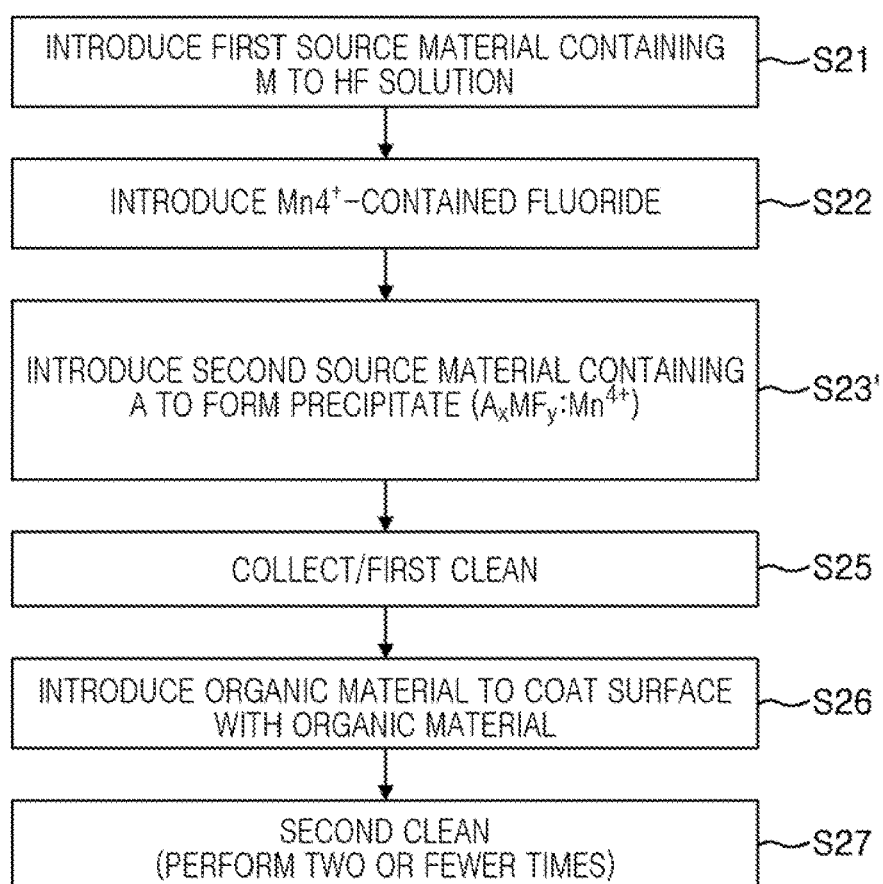 INTRODUCE FIRST SOURCE MATERIAL CONTAINING
M TO HF SOLUTION
S21
INTRODUCE Mn4⁺-CONTAINED FLUORIDE
S22
INTRODUCE SECOND SOURCE MATERIAL CONTAINING
A TO FORM PRECIPITATE (AₓMFᵧ:Mn⁴⁺)
S23'
COLLECT/FIRST CLEAN
S25
INTRODUCE ORGANIC MATERIAL TO COAT SURFACE
WITH ORGANIC MATERIAL
S26
SECOND CLEAN
(PERFORM TWO OR FEWER TIMES)
S27